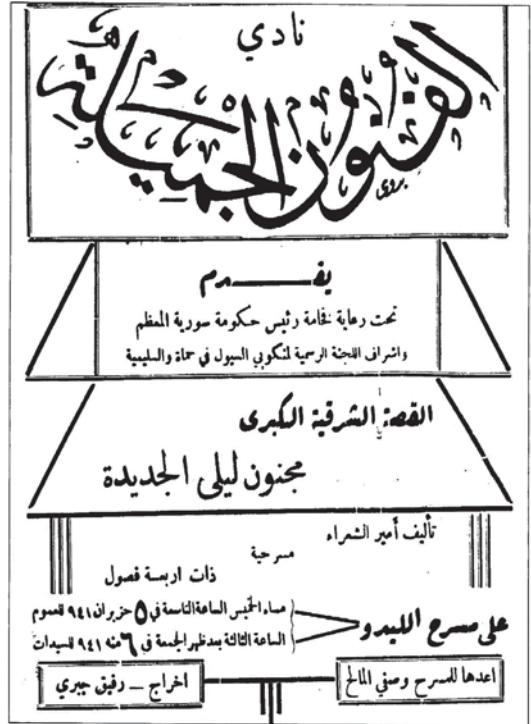 نادي
الفنون الجميلة
بدوي
يقدم
تحت رعاية فخامة رئيس حكومة سورية المعظم
واشراف اللجنة الرسمية لمنكوبي السيول في حماة والسليمية
القصة الشرقية الكبرى
مجنون ليلى الجديدة
تأليف أمير الشعراء
مسرحية
ذات اربعة فصول
على مسرح الليدو
مساء الخميس الساعة التاسعة في ٥ حزيران ٩٤١ للعموم
الساعة الثالثة بعد ظهر الجمعة في ٦ منه ٩٤١ للسيدات
اعدها للمسرح وصفي المالح
اخراج _ رفيق جبري